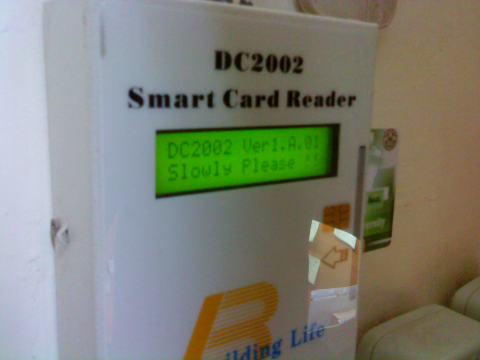 DC2002
Smart Card Reader
DC2002 Ver1.A.01
Slowly Please !!
B
uilding Life